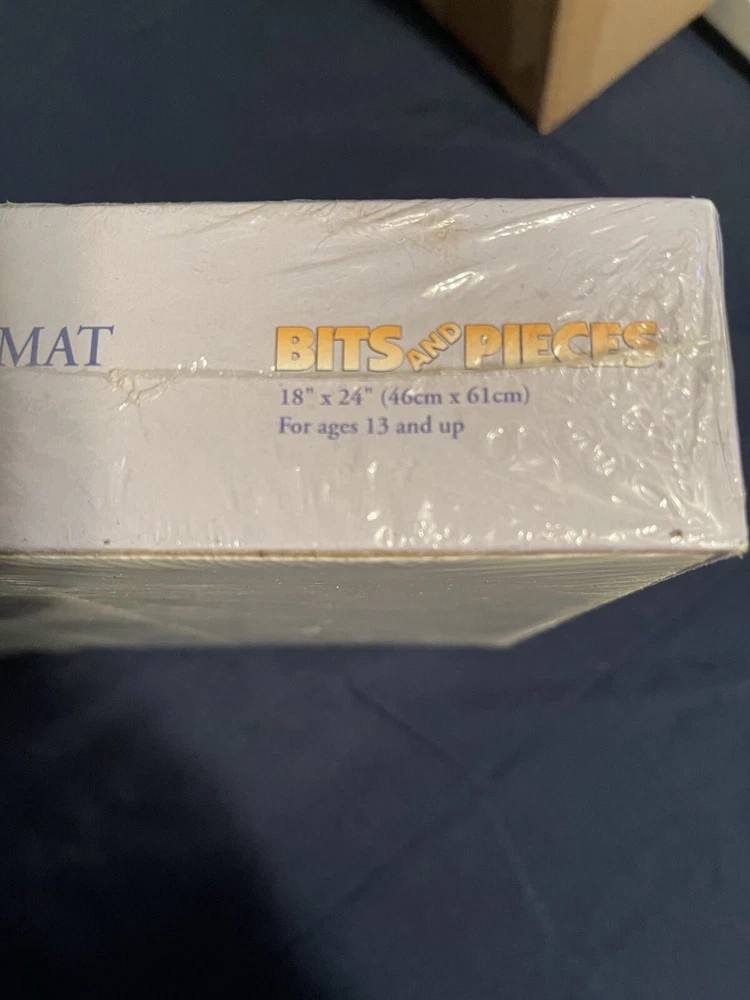 MAT
BITS AND PIECES
18" x 24" (46cm x 61cm)
For ages 13 and up